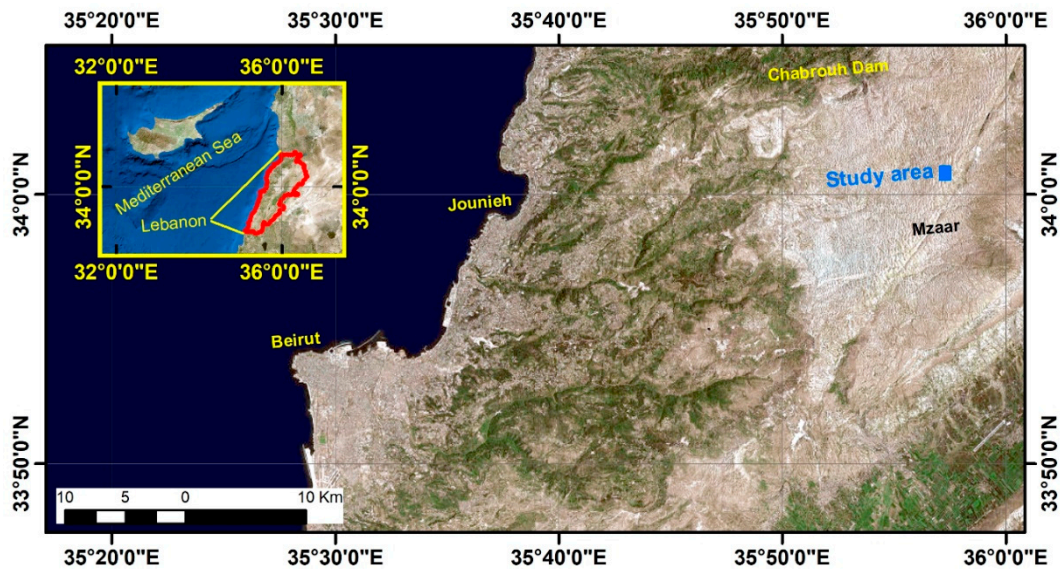 35°20'0"E 35°30'0"E 35°40'0"E 35°50'0"E 36°0'0"E
32°0'0"E 36°0'0"E
Chabrouh Dam
Mediterranean Sea
34°0'0"N 34°0'0"N
Lebanon
32°0'0"E 36°0'0"E
Study area
34°0'0"N 34°0'0"N
Jounieh
Mzaar
Beirut
33°50'0"N 33°50'0"N
10 5 0 10 Km
35°20'0"E 35°30'0"E 35°40'0"E 35°50'0"E 36°0'0"E